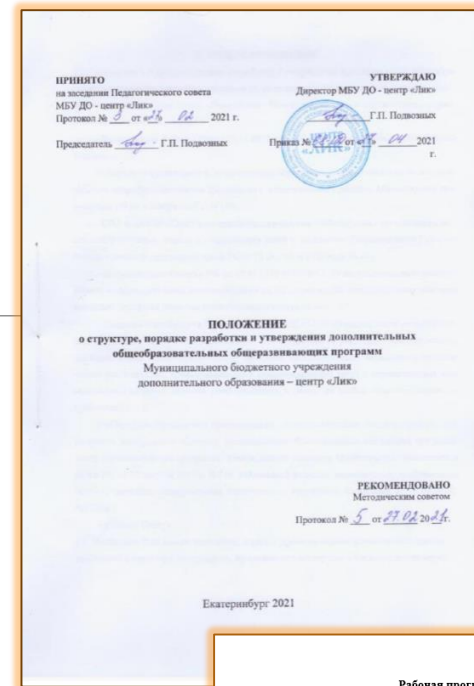 ПРИНЯТО
на заседании Педагогического совета
МБУ ДО - центр «Лик»
Протокол № 5 от «27» 02 2021 г.
Председатель Г.П. Подвозных
УТВЕРЖДАЮ
Директор МБУ ДО - центр «Лик»
Г.П. Подвозных
Приказ № от « » 04 2021
г.
ПОЛОЖЕНИЕ
о структуре, порядке разработки и утверждения дополнительных
общеобразовательных общеразвивающих программ
Муниципального бюджетного учреждения
дополнительного образования – центр «Лик»
РЕКОМЕНДОВАНО
Методическим советом
Протокол № 5 от 27 02 2021г.
Екатеринбург 2021
Рабочая